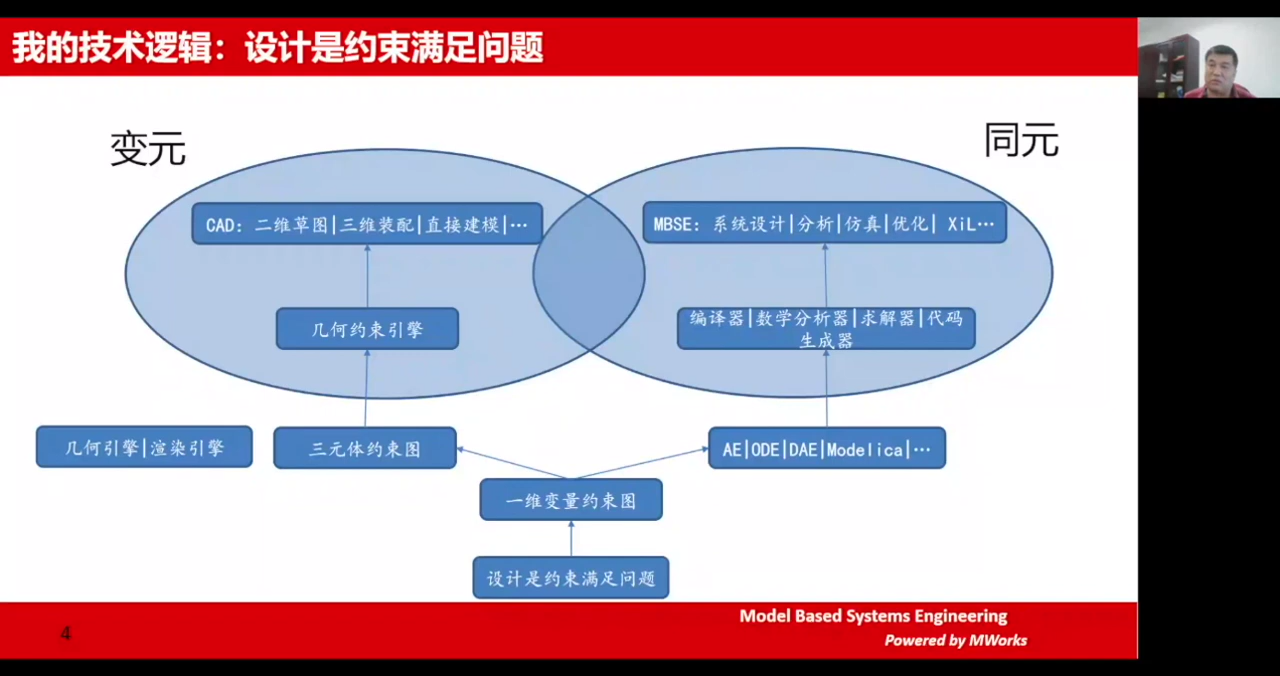 我的技术逻辑：设计是约束满足问题
变元
同元
CAD：二维草图|三维装配|直接建模|…
MBSE：系统设计|分析|仿真|优化| XiL…
几何约束引擎
编译器|数学分析器|求解器|代码
生成器
几何引擎|渲染引擎
三元体约束图
AE|ODE|DAE|Modelica|…
一维变量约束图
设计是约束满足问题
Model Based Systems Engineering
4
Powered by MWorks